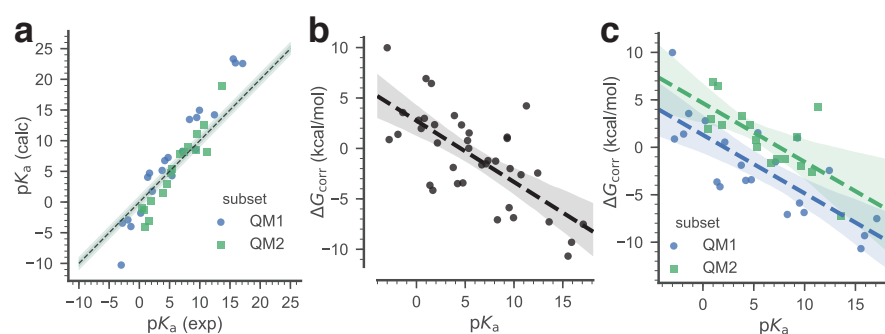 a
25
20
15
10
5
0
−5
−10
pKa (calc)
subset
QM1
QM2
−10 −5 0 5 10 15 20 25
pKa (exp)
b
10
5
0
−5
−10
ΔGcorr (kcal/mol)
0 5 10 15
pKa
c
10
5
0
−5
−10
ΔGcorr (kcal/mol)
subset
QM1
QM2
0 5 10 15
pKa